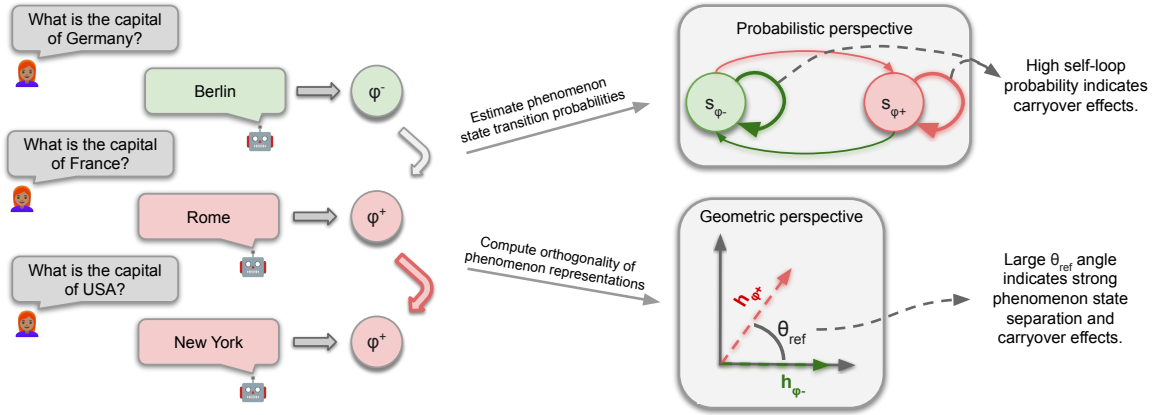 What is the capital
of Germany?
Berlin
φ-
What is the capital
of France?
Rome
φ+
What is the capital
of USA?
New York
φ+
Estimate phenomenon
state transition probabilities
Compute orthogonality of
phenomenon representations
Probabilistic perspective
sφ-
sφ+
High self-loop
probability indicates
carryover effects.
Geometric perspective
hφ+
θref
hφ-
Large θref angle
indicates strong
phenomenon state
separation and
carryover effects.